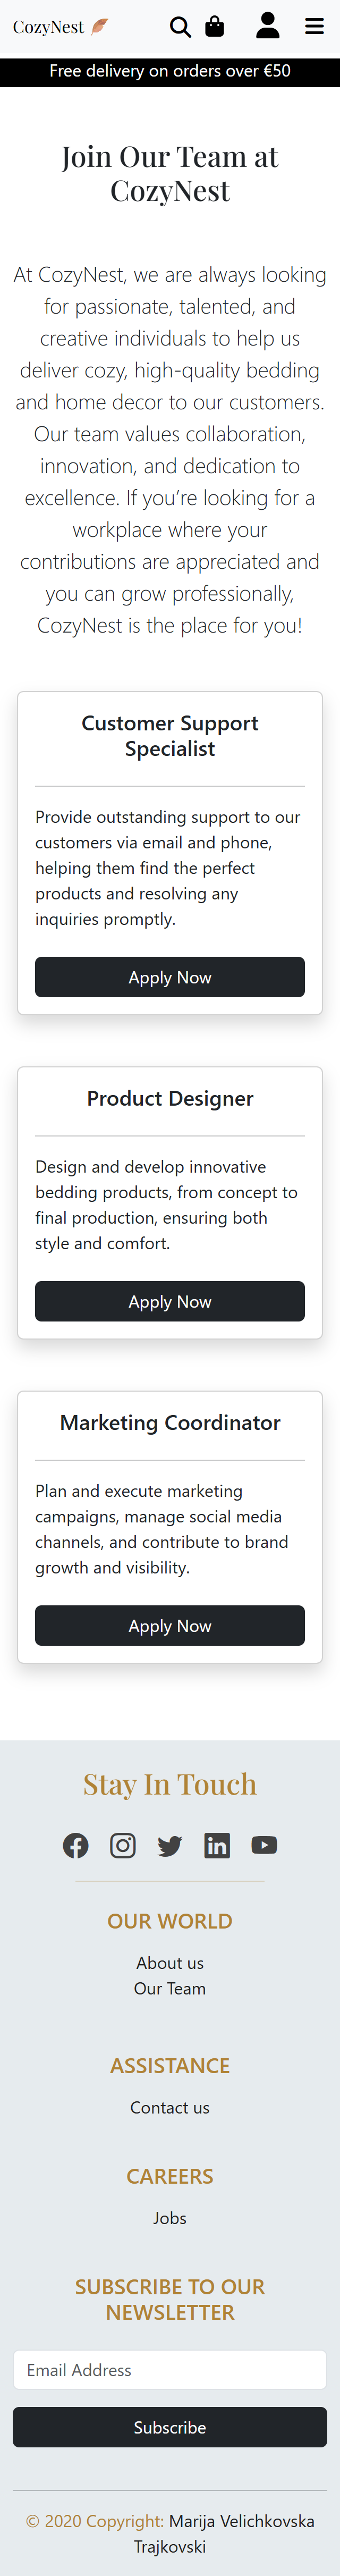 CozyNest
Free delivery on orders over €50
Join Our Team at
CozyNest
At CozyNest, we are always looking
for passionate, talented, and
creative individuals to help us
deliver cozy, high-quality bedding
and home decor to our customers.
Our team values collaboration,
innovation, and dedication to
excellence. If you’re looking for a
workplace where your
contributions are appreciated and
you can grow professionally,
CozyNest is the place for you!
Customer Support
Specialist
Provide outstanding support to our
customers via email and phone,
helping them find the perfect
products and resolving any
inquiries promptly.
Apply Now
Product Designer
Design and develop innovative
bedding products, from concept to
final production, ensuring both
style and comfort.
Apply Now
Marketing Coordinator
Plan and execute marketing
campaigns, manage social media
channels, and contribute to brand
growth and visibility.
Apply Now
Stay In Touch
OUR WORLD
About us
Our Team
ASSISTANCE
Contact us
CAREERS
Jobs
SUBSCRIBE TO OUR
NEWSLETTER
Email Address
Subscribe
© 2020 Copyright: Marija Velichkovska
Trajkovski